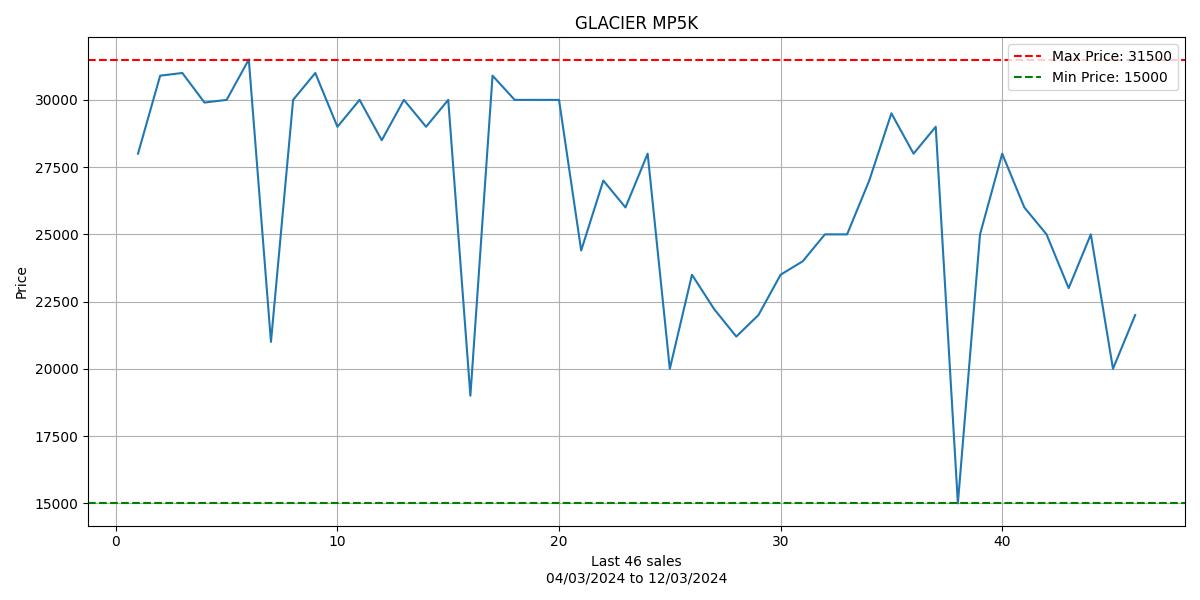 GLACIER MP5K
Max Price: 31500
Min Price: 15000
Price
30000
27500
25000
22500
20000
17500
15000
0 10 20 30 40
Last 46 sales
04/03/2024 to 12/03/2024